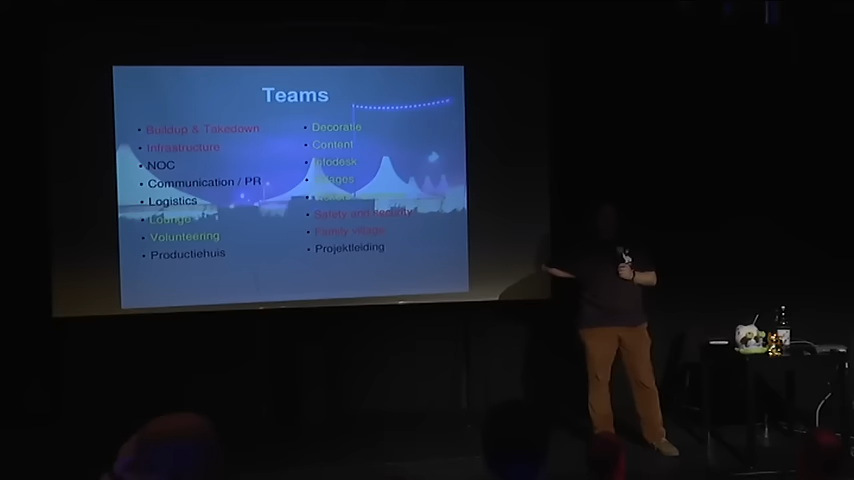 Teams
• Buildup & Takedown
• Infrastructure
• NOC
• Communication / PR
• Logistics
• Lounge
• Volunteering
• Productiehuis
• Decoratie
• Content
• Infodesk
• Villages
• Safety and security
• Family village
• Projektleiding